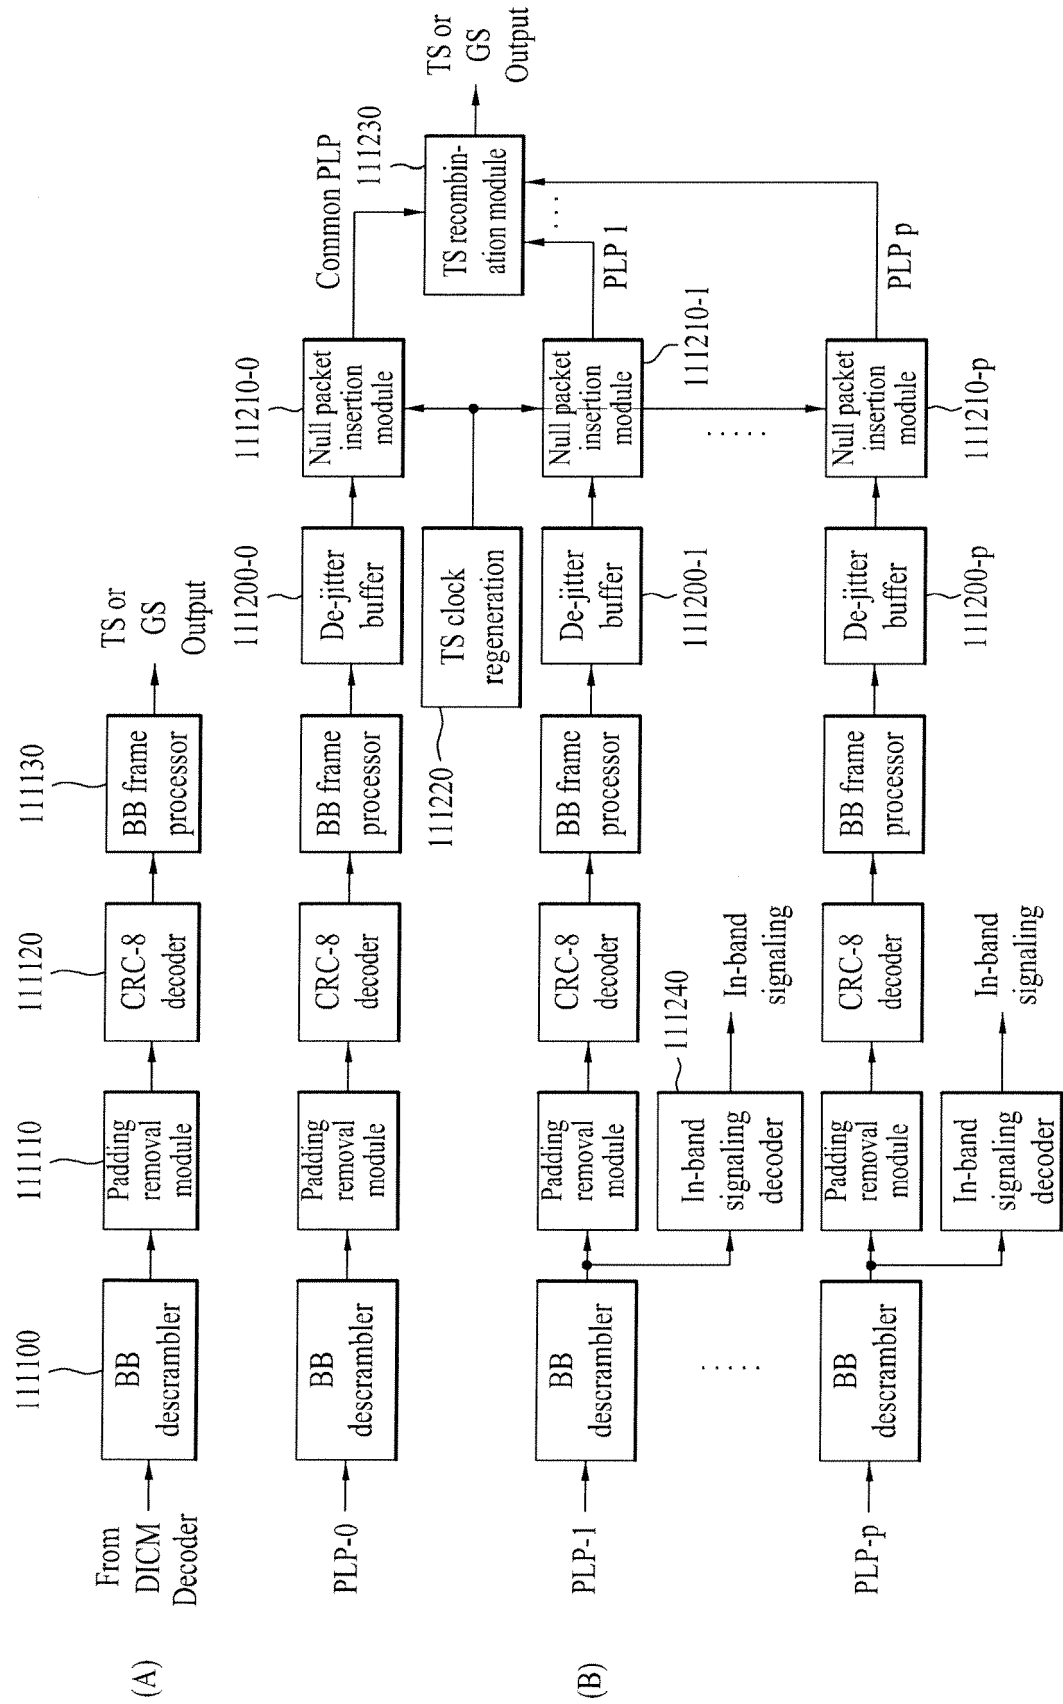 (A)
From
DICM
Decoder
111100
BB
descrambler
111110
Padding
removal
module
111120
CRC-8
decoder
111130
BB frame
processor
TS or
GS
Output
(B)
PLP-0
BB
descrambler
Padding
removal
module
CRC-8
decoder
BB frame
processor
111200-0
De-jitter
buffer
111210-0
Null packet
insertion
module
Common PLP
111220
TS clock
regeneration
111230
TS recombin-
ation module
TS or
GS
Output
. . .
PLP-1
BB
descrambler
Padding
removal
module
CRC-8
decoder
BB frame
processor
De-jitter
buffer
111200-1
Null packet
insertion
module
111210-1
PLP 1
111240
In-band
signaling
decoder
In-band
signaling
. . . . .
. . . . .
PLP-p
BB
descrambler
Padding
removal
module
CRC-8
decoder
BB frame
processor
De-jitter
buffer
111200-p
Null packet
insertion
module
111210-p
PLP p
In-band
signaling
decoder
In-band
signaling